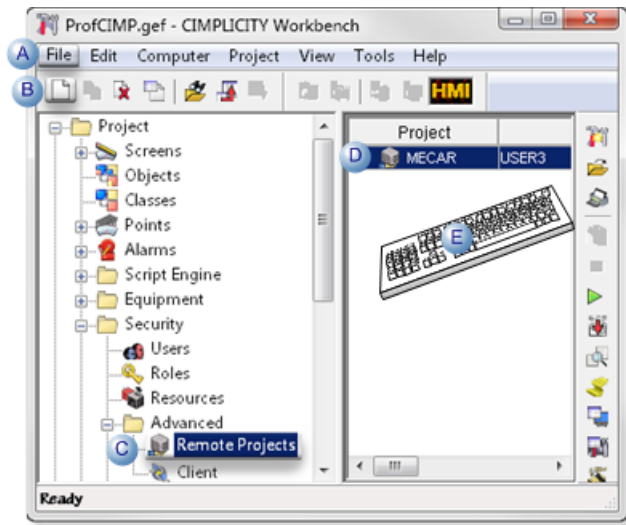 ProfCIMP.gef - CIMPLICITY Workbench
A File Edit Computer Project View Tools Help
B HMI
Project
Screens
Objects
Classes
Points
Alarms
Script Engine
Equipment
Security
Users
Roles
Resources
Advanced
C Remote Projects
Client
Project
D MECAR USER3
E
Ready